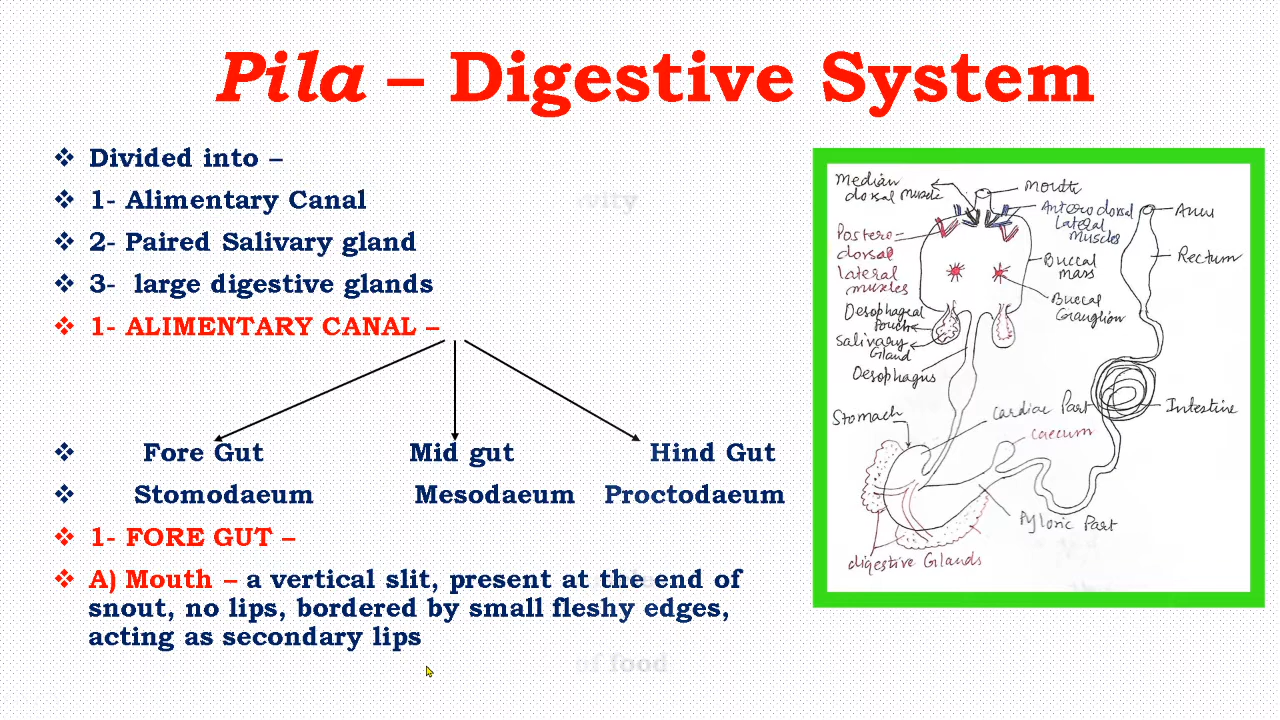 Pila – Digestive System
❖ Divided into –
❖ 1- Alimentary Canal
❖ 2- Paired Salivary gland
❖ 3- large digestive glands
❖ 1- ALIMENTARY CANAL –
❖ Fore Gut Mid gut Hind Gut
❖ Stomodaeum Mesodaeum Proctodaeum
❖ 1- FORE GUT –
❖ A) Mouth – a vertical slit, present at the end of
snout, no lips, bordered by small fleshy edges,
acting as secondary lips
vity
of food
Median
dorsal muscle
Mouth
Antero dorsal
lateral
muscles
Anus
Postero-
dorsal
lateral
muscles
Buccal
mass
Rectum
Buccal
Ganglion
Oesophageal
Pouch
Salivary
Gland
Oesophagus
Stomach
Cardiac Part
Intestine
Caecum
Pyloric Part
digestive Glands